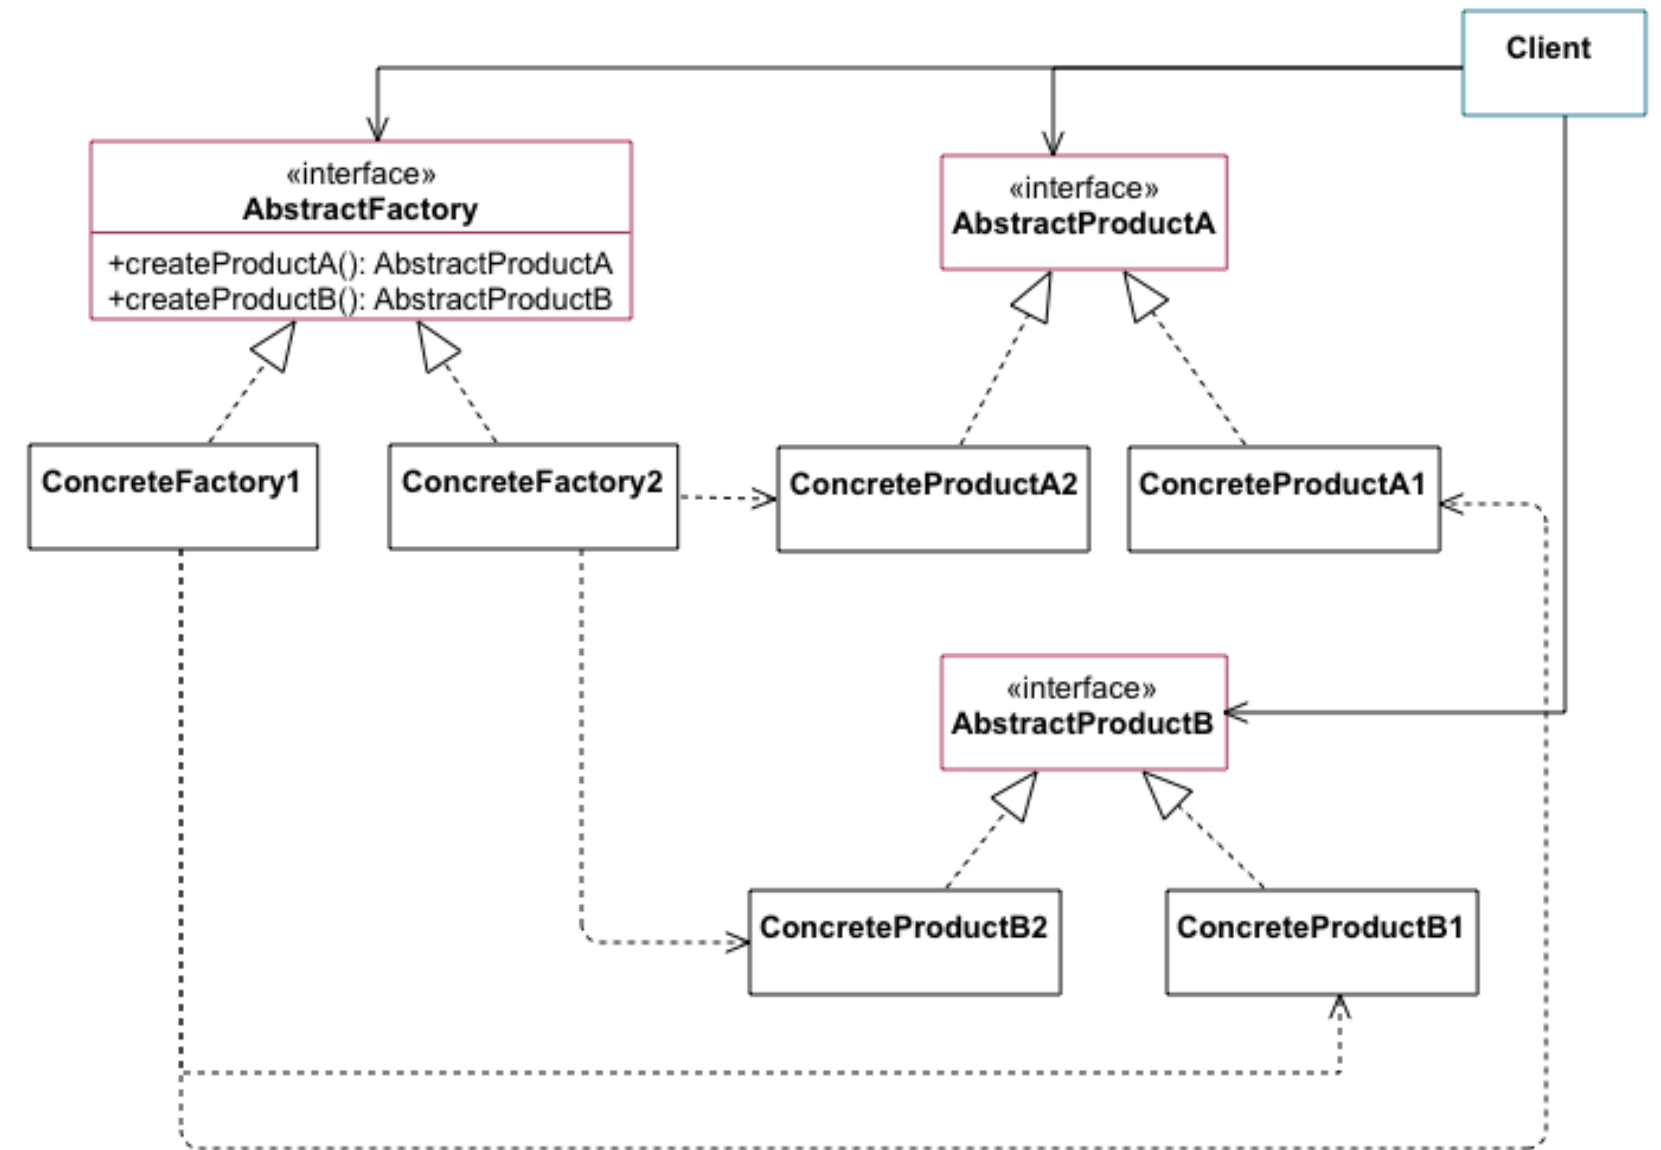 Client
«interface»
AbstractFactory
+createProductA(): AbstractProductA
+createProductB(): AbstractProductB
«interface»
AbstractProductA
ConcreteFactory1
ConcreteFactory2
ConcreteProductA2
ConcreteProductA1
«interface»
AbstractProductB
ConcreteProductB2
ConcreteProductB1